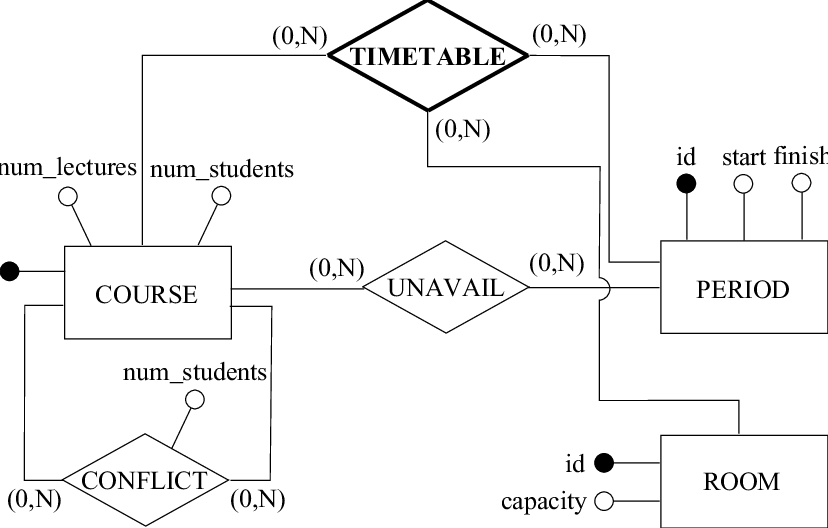 (0,N)
(0,N)
TIMETABLE
(0,N)
id
start
finish
num_lectures
num_students
(0,N)
(0,N)
COURSE
UNAVAIL
PERIOD
num_students
CONFLICT
(0,N)
(0,N)
id
ROOM
capacity